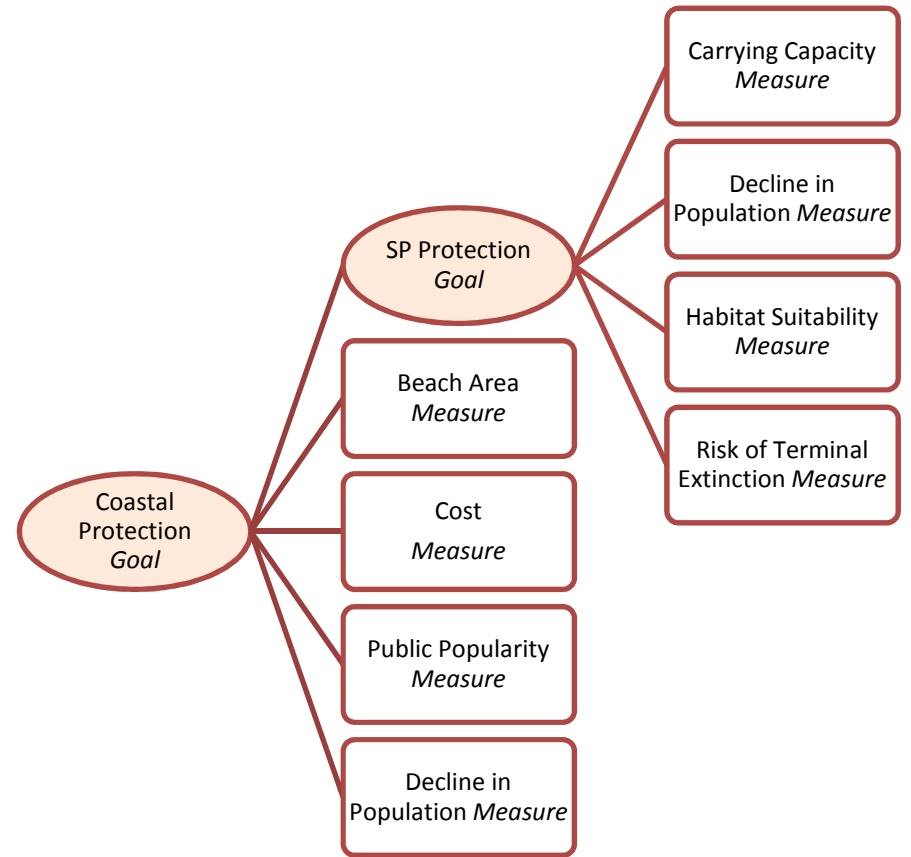 Carrying Capacity
Measure
Decline in
Population Measure
SP Protection
Goal
Habitat Suitability
Measure
Beach Area
Measure
Risk of Terminal
Extinction Measure
Coastal
Protection
Goal
Cost
Measure
Public Popularity
Measure
Decline in
Population Measure